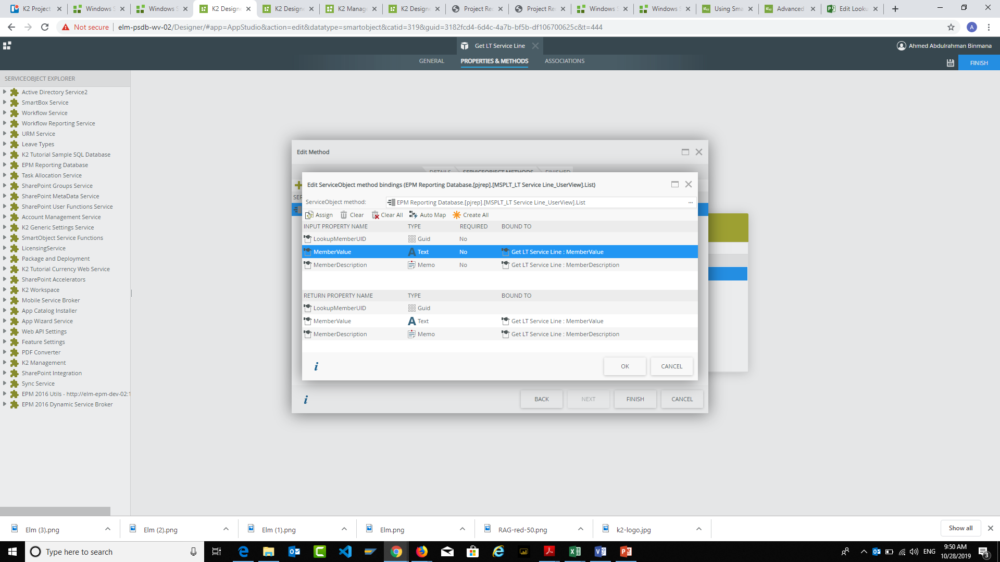 K2 Project
Windows S
Windows S
K2 Designe
K2 Designe
K2 Manage
K2 Designe
Project Rec
Project Rec
Windows S
Windows S
Using Sma
Advanced
Edit Looku
Not secure
elm-psdb-wv-02/Designer/#app=AppStudio&action=edit&datatype=smartobject&catid=319&guid=3182fcd4-6d4c-4a7b-bf5b-df106700625c&t=444
A
Get LT Service Line
Ahmed Abdulrahman Binmana
GENERAL
PROPERTIES & METHODS
ASSOCIATIONS
FINISH
SERVICEOBJECT EXPLORER
Active Directory Service2
SmartBox Service
Workflow Service
Workflow Reporting Service
URM Service
Leave Types
K2 Tutorial Sample SQL Database
EPM Reporting Database
Task Allocation Service
SharePoint Groups Service
SharePoint MetaData Service
SharePoint User Functions Service
Account Management Service
K2 Generic Settings Service
SmartObject Service Functions
LicensingService
Package and Deployment
K2 Tutorial Currency Web Service
SharePoint Accelerators
K2 Workspace
Mobile Service Broker
App Catalog Installer
App Wizard Service
Web API Settings
Feature Settings
PDF Converter
K2 Management
SharePoint Integration
Sync Service
EPM 2016 Utils - http://elm-epm-dev-02:1
EPM 2016 Dynamic Service Broker
Edit Method
DETAILS
SERVICEOBJECT METHODS
FINISHED
SER
Edit ServiceObject method bindings (EPM Reporting Database.[pjrep].[MSPLT_LT Service Line_UserView].List)
ServiceObject method:
EPM Reporting Database.[pjrep].[MSPLT_LT Service Line_UserView].List
...
Assign
Clear
Clear All
Auto Map
Create All
INPUT PROPERTY NAME TYPE REQUIRED BOUND TO
LookupMemberUID Guid No
MemberValue Text No Get LT Service Line : MemberValue
MemberDescription Memo No Get LT Service Line : MemberDescription
RETURN PROPERTY NAME TYPE BOUND TO
LookupMemberUID Guid
MemberValue Text Get LT Service Line : MemberValue
MemberDescription Memo Get LT Service Line : MemberDescription
OK
CANCEL
BACK
NEXT
FINISH
CANCEL
Elm (3).png
Elm (2).png
Elm (1).png
Elm.png
RAG-red-50.png
k2-logo.jpg
Show all
Type here to search
ENG
9:50 AM
10/28/2019
3